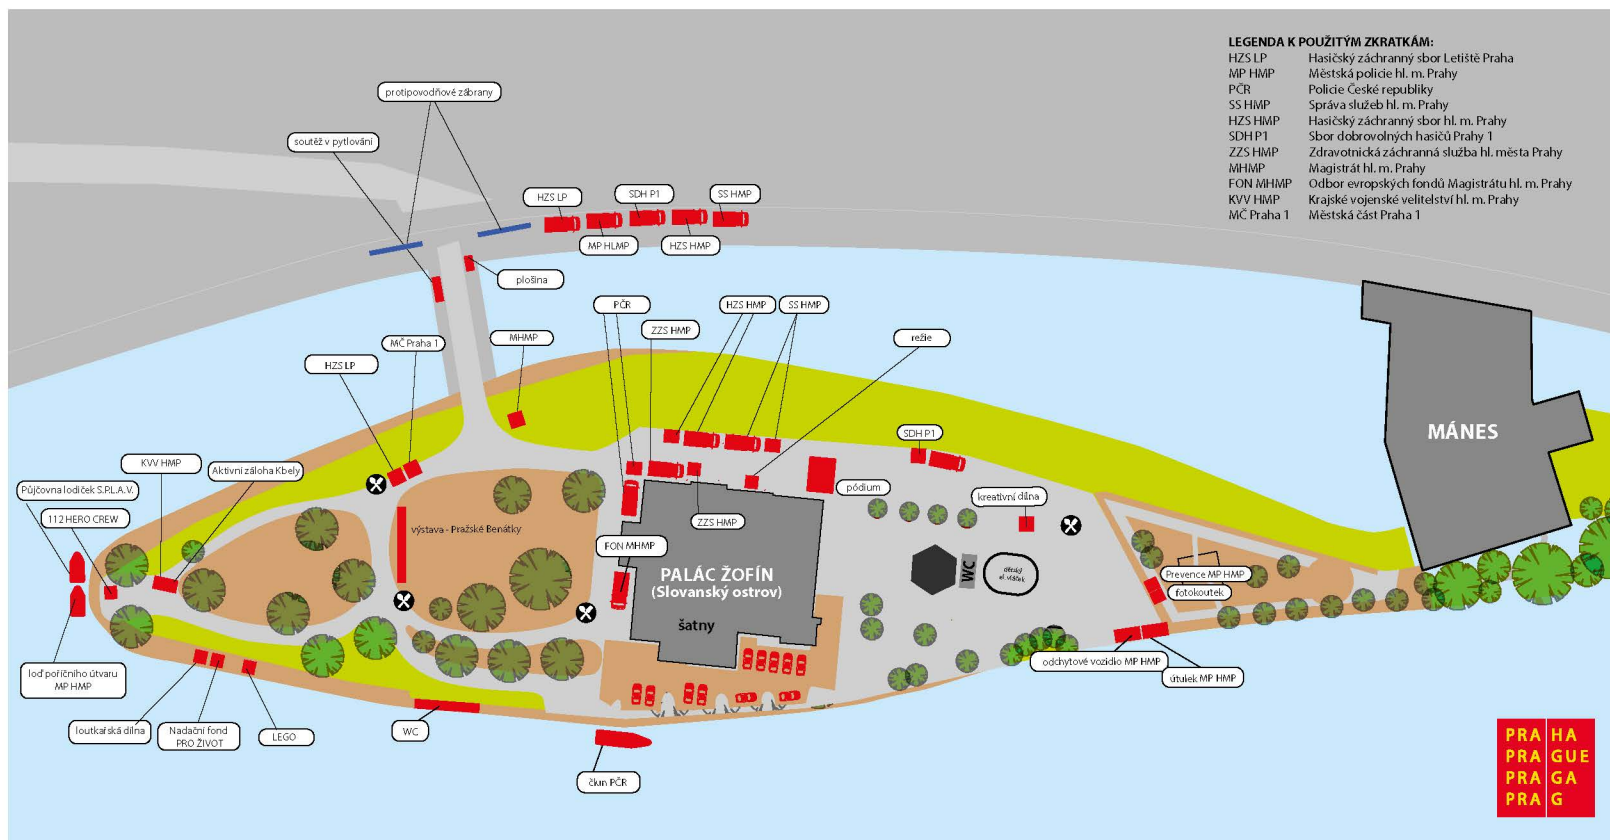 LEGENDA K POUŽITÝM ZKRATKÁM:
HZS LP Hasičský záchranný sbor Letiště Praha
MP HMP Městská policie hl. m. Prahy
PČR Policie České republiky
SS HMP Správa služeb hl. m. Prahy
HZS HMP Hasičský záchranný sbor hl. m. Prahy
SDH P1 Sbor dobrovolných hasičů Prahy 1
ZZS HMP Zdravotnická záchranná služba hl. města Prahy
MHMP Magistrát hl. m. Prahy
FON MHMP Odbor evropských fondů Magistrátu hl. m. Prahy
KVV HMP Krajské vojenské velitelství hl. m. Prahy
MČ Praha 1 Městská část Praha 1
protipovodňové zábrany
soutěž v pytlování
HZS LP
SDH P1
SS HMP
MP HLMP
HZS HMP
plošina
PČR
HZS HMP
SS HMP
ZZS HMP
režie
MČ Praha 1
MHMP
HZS LP
SDH P1
MÁNES
KVV HMP
Aktivní záloha Kbely
Půjčovna lodiček S.P.L.A.V.
112 HERO CREW
výstava - Pražské Benátky
pódium
kreativní dílna
ZZS HMP
FON MHMP
PALÁC ŽOFÍN
(Slovanský ostrov)
šatny
WC
dětský
el. vláček
Prevence MP HMP
fotokoutek
odchytové vozidlo MP HMP
útulek MP HMP
loď poříčního útvaru
MP HMP
loutkařská dílna
Nadační fond
PRO ŽIVOT
LEGO
WC
člun PČR
PRA HA
PRA GUE
PRA GA
PRA G